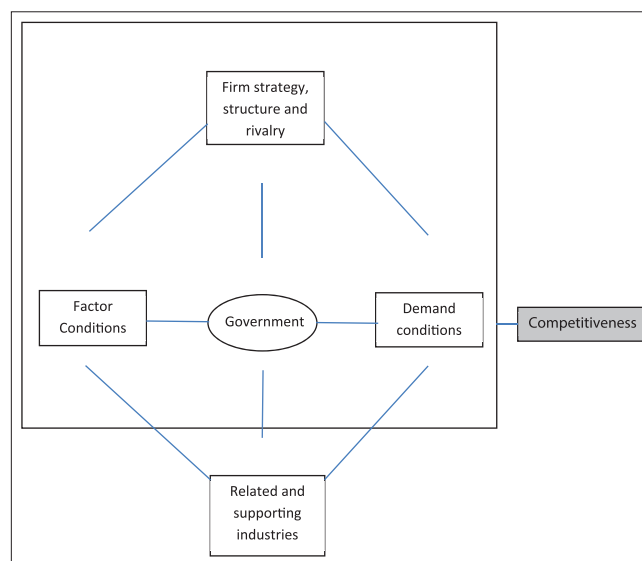 Firm strategy,
structure and
rivalry
Factor
Conditions
Government
Demand
conditions
Competitiveness
Related and
supporting
industries